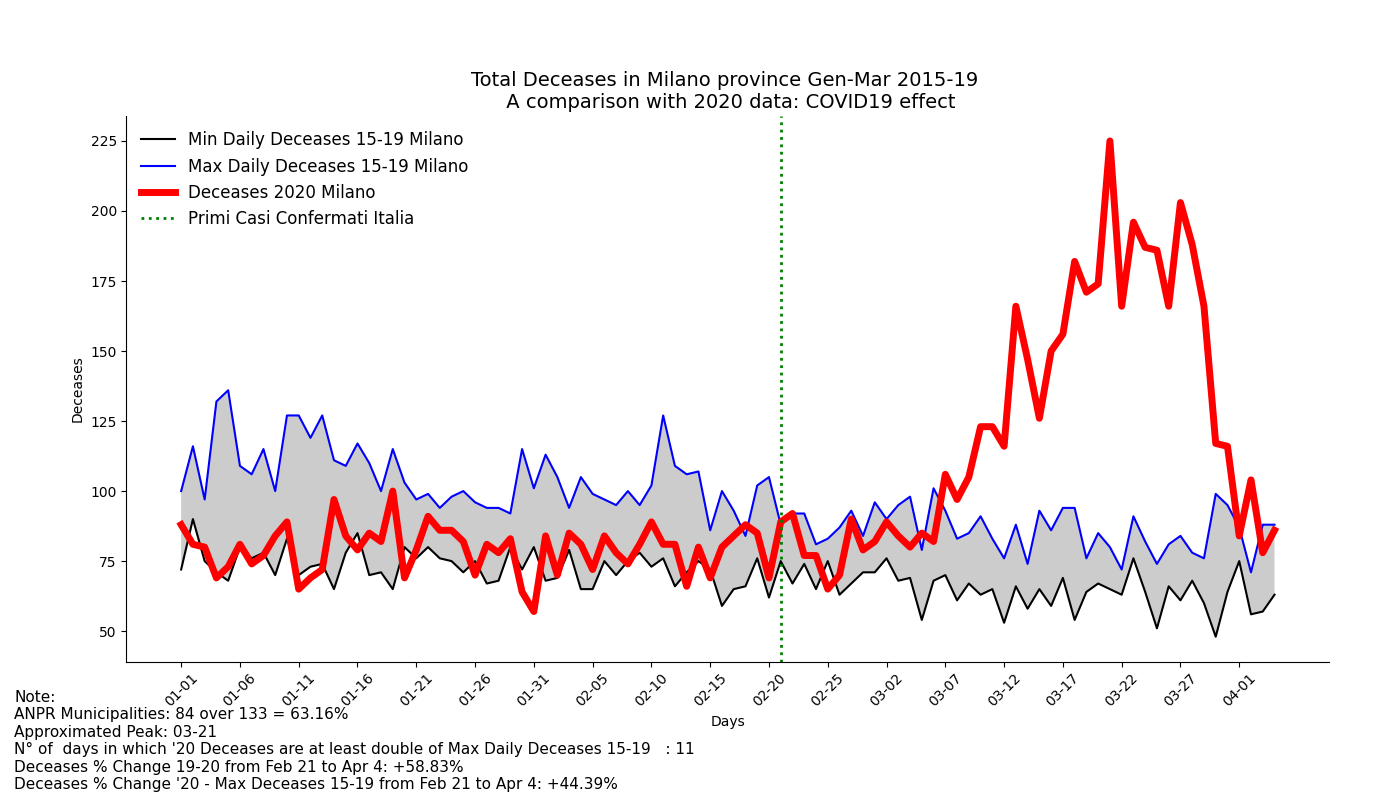 Total Deceases in Milano province Gen-Mar 2015-19
A comparison with 2020 data: COVID19 effect
Min Daily Deceases 15-19 Milano
Max Daily Deceases 15-19 Milano
Deceases 2020 Milano
Primi Casi Confermati Italia
Deceases
225
200
175
150
125
100
75
50
01-01 01-06 01-11 01-16 01-21 01-26 01-31 02-05 02-10 02-15 02-20 02-25 03-02 03-07 03-12 03-17 03-22 03-27 04-01
Days
Note:
ANPR Municipalities: 84 over 133 = 63.16%
Approximated Peak: 03-21
N° of  days in which '20 Deceases are at least double of Max Daily Deceases 15-19   : 11
Deceases % Change 19-20 from Feb 21 to Apr 4: +58.83%
Deceases % Change '20 - Max Deceases 15-19 from Feb 21 to Apr 4: +44.39%